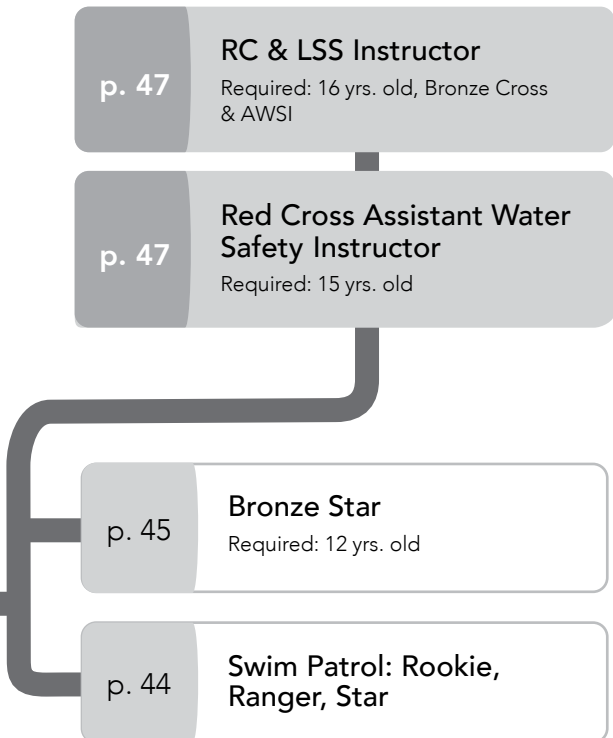 p. 47
RC & LSS Instructor
Required: 16 yrs. old, Bronze Cross
& AWSI
p. 47
Red Cross Assistant Water
Safety Instructor
Required: 15 yrs. old
p. 45
Bronze Star
Required: 12 yrs. old
p. 44
Swim Patrol: Rookie,
Ranger, Star